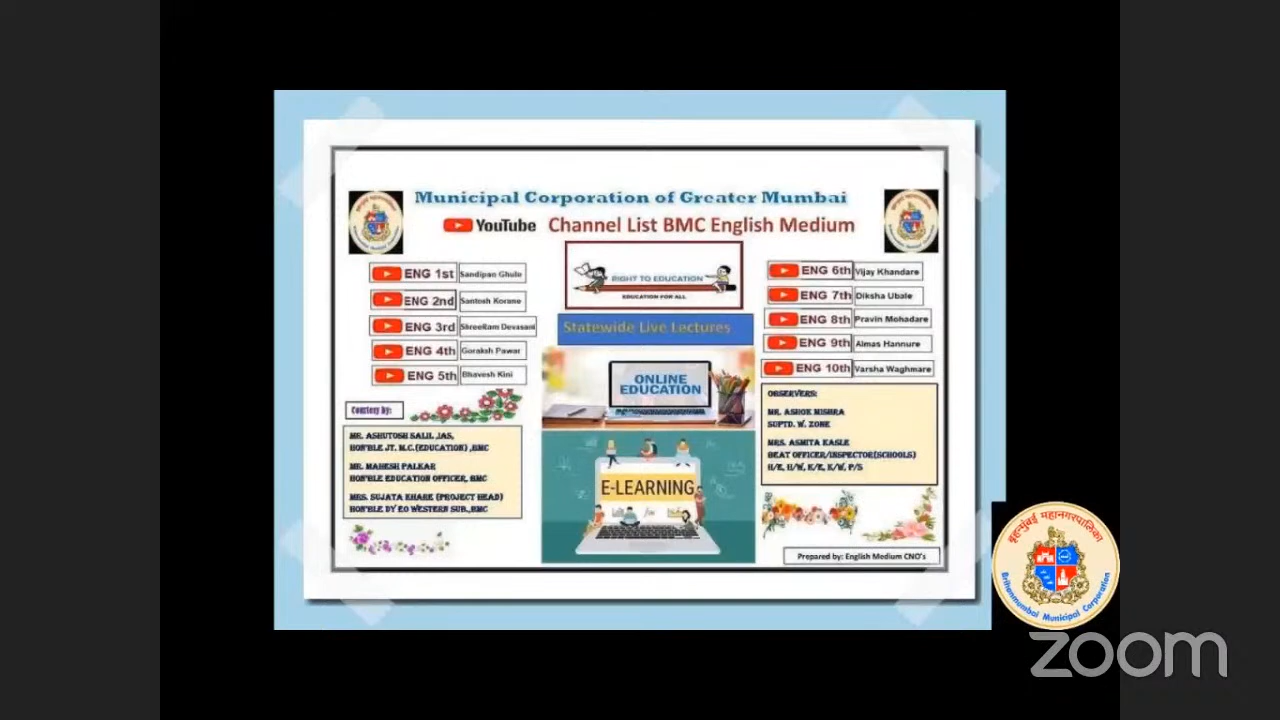 Municipal Corporation of Greater Mumbai
YouTube Channel List BMC English Medium
ENG 1st Sandipan Ghule
ENG 2nd Santosh Korane
ENG 3rd ShreeRam Devasani
ENG 4th Goraksh Pawar
ENG 5th Bhavesh Kini
RIGHT TO EDUCATION
EDUCATION FOR ALL
Statewide Live Lectures
ONLINE
EDUCATION
E-LEARNING
ENG 6th Vijay Khandare
ENG 7th Diksha Ubale
ENG 8th Pravin Mohadare
ENG 9th Almas Hannure
ENG 10th Varsha Waghmare
Courtesy by:
MR. ASHUTOSH SALIL ,IAS,
HON'BLE JT. M.C.(EDUCATION) ,BMC
MR. MAHESH PALKAR
HON'BLE EDUCATION OFFICER, BMC
MRS. SUJATA KHARE (PROJECT HEAD)
HON'BLE DY EO WESTERN SUB.,BMC
OBSERVERS:
MR. ASHOK MISHRA
SUPTD. W. ZONE
MRS. ASMITA KASLE
BEAT OFFICER/INSPECTOR(SCHOOLS)
H/E, H/W, K/E, K/W, P/S
Prepared by: English Medium CNO's
बृहन्मुंबई महानगरपालिका
Brihanmumbai Municipal Corporation
zoom